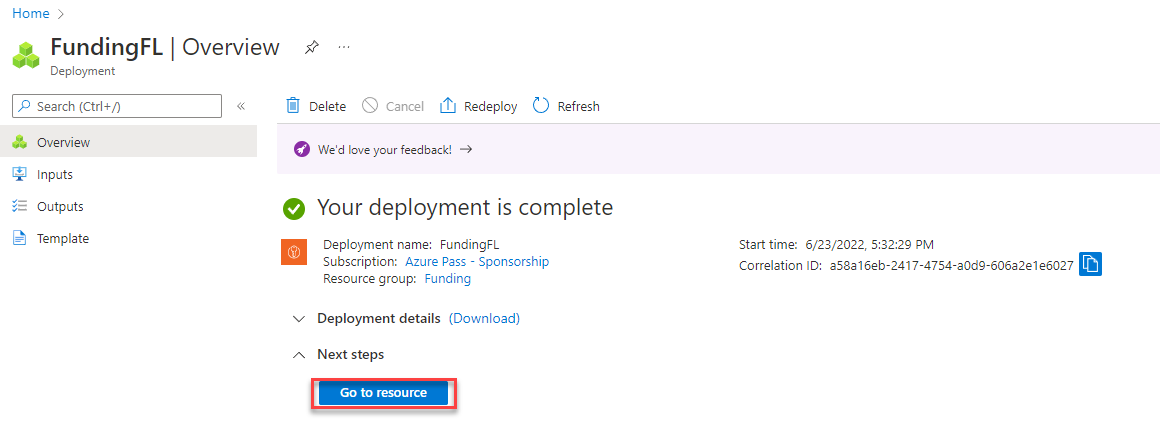 Home
FundingFL | Overview
Deployment
Search (Ctrl+/)
Delete Cancel Redeploy Refresh
Overview
Inputs
Outputs
Template
We'd love your feedback!
Your deployment is complete
Deployment name: FundingFL
Subscription: Azure Pass - Sponsorship
Resource group: Funding
Start time: 6/23/2022, 5:32:29 PM
Correlation ID: a58a16eb-2417-4754-a0d9-606a2e1e6027
Deployment details (Download)
Next steps
Go to resource